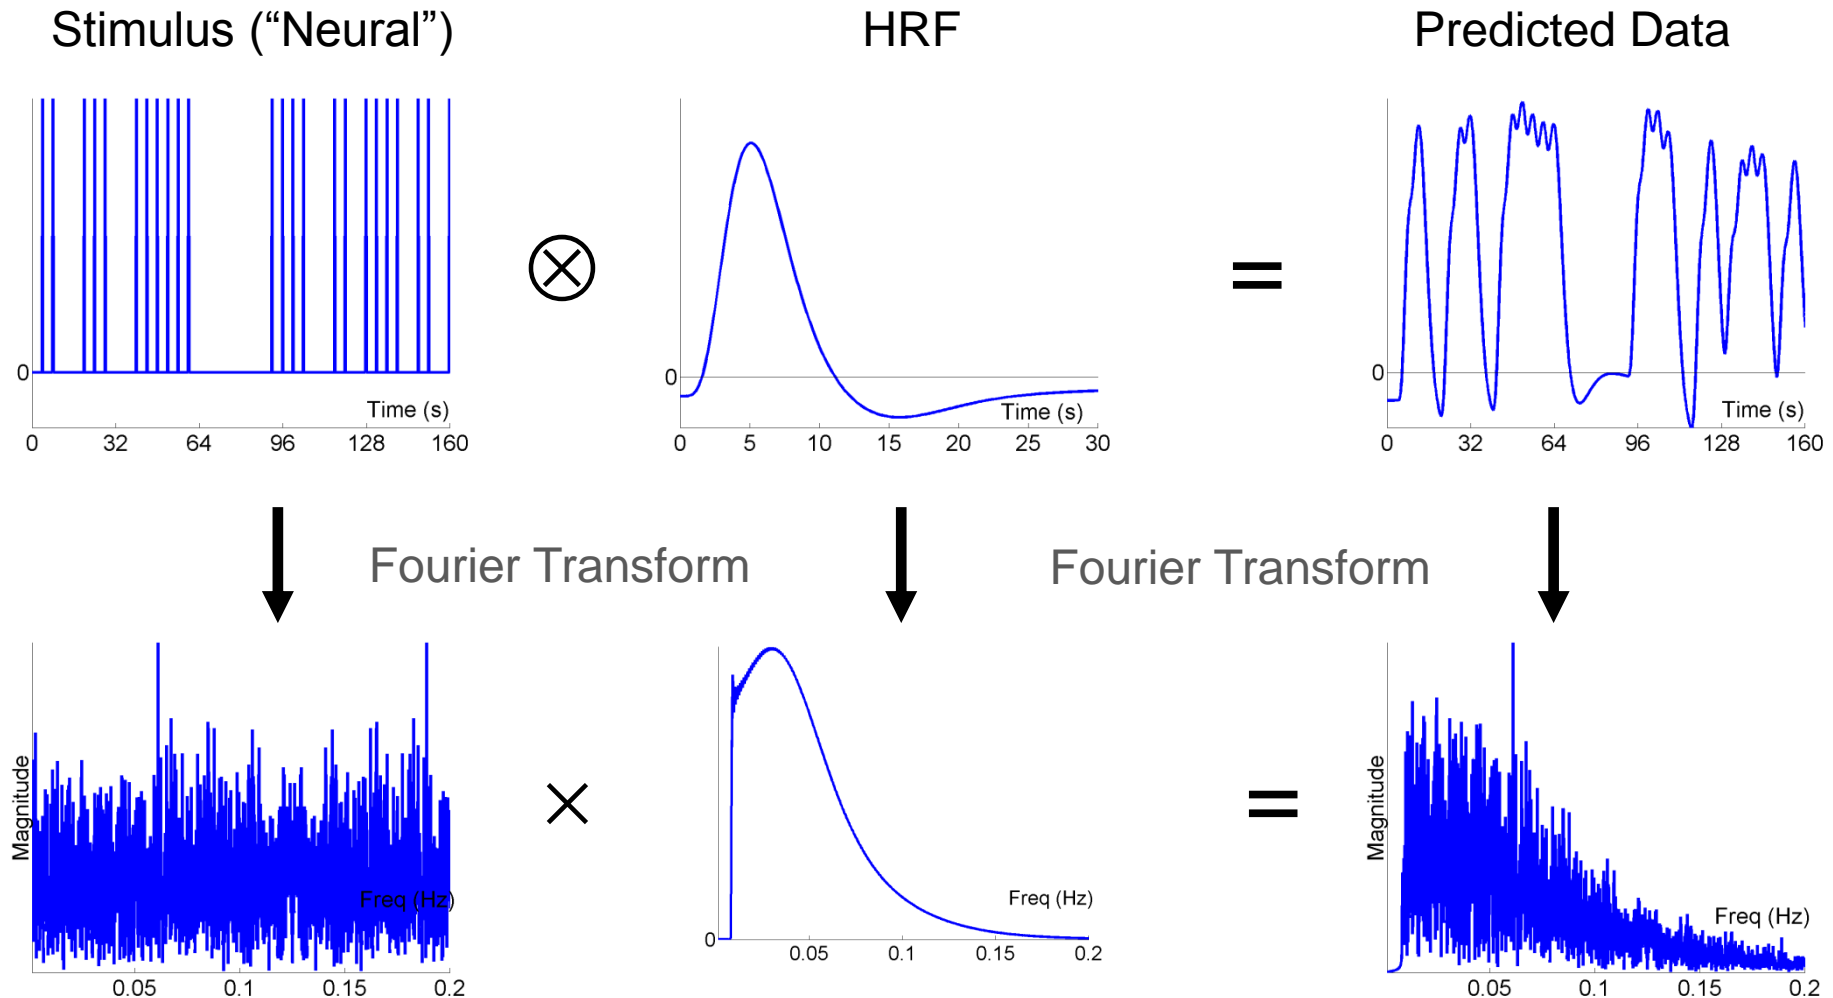 Stimulus (“Neural”)
HRF
Predicted Data
0
Time (s)
0 32 64 96 128 160
⊗
0
Time (s)
0 5 10 15 20 25 30
=
0
Time (s)
0 32 64 96 128 160
Fourier Transform
Fourier Transform
Magnitude
Freq (Hz)
0.05 0.1 0.15 0.2
×
0
Freq (Hz)
0.05 0.1 0.15 0.2
=
Magnitude
Freq (Hz)
0.05 0.1 0.15 0.2